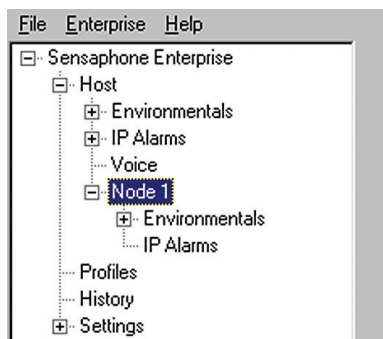 File Enterprise Help
Sensaphone Enterprise
Host
Environmentals
IP Alarms
Voice
Node 1
Environmentals
IP Alarms
Profiles
History
Settings